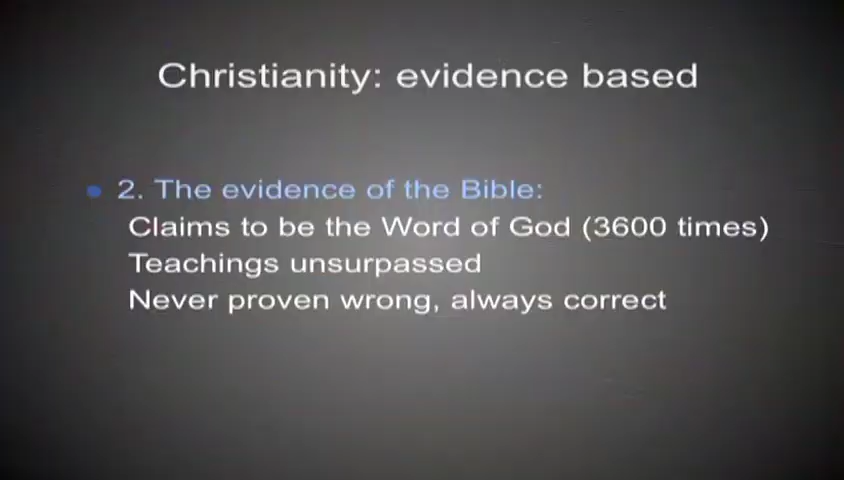 Christianity: evidence based
2. The evidence of the Bible:
Claims to be the Word of God (3600 times)
Teachings unsurpassed
Never proven wrong, always correct